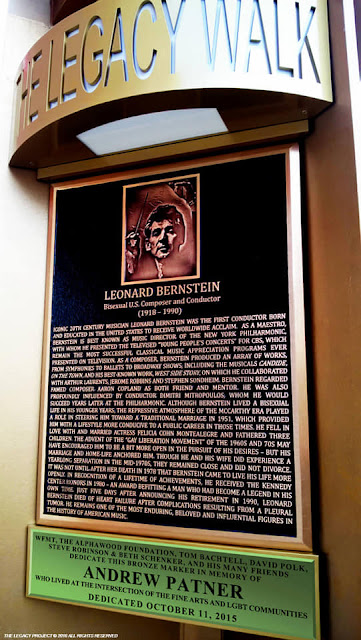 THE LEGACY WALK
LEONARD BERNSTEIN
Bisexual U.S. Composer and Conductor
(1918 - 1990)
ICONIC 20TH CENTURY MUSICIAN LEONARD BERNSTEIN WAS THE FIRST CONDUCTOR BORN
AND EDUCATED IN THE UNITED STATES TO RECEIVE WORLDWIDE ACCLAIM. AS A MAESTRO,
BERNSTEIN IS BEST KNOWN AS MUSIC DIRECTOR OF THE NEW YORK PHILHARMONIC,
WITH WHOM HE PRESENTED THE TELEVISED "YOUNG PEOPLE'S CONCERTS" FOR CBS, WHICH
REMAIN THE MOST SUCCESSFUL CLASSICAL MUSIC APPRECIATION PROGRAMS EVER
PRESENTED ON TELEVISION. AS A COMPOSER, BERNSTEIN PRODUCED AN ARRAY OF WORKS,
FROM SYMPHONIES TO BALLETS TO BROADWAY SHOWS, INCLUDING THE MUSICALS CANDIDE,
ON THE TOWN, AND HIS BEST-KNOWN WORK, WEST SIDE STORY, ON WHICH HE COLLABORATED
WITH ARTHUR LAURENTS, JEROME ROBBINS AND STEPHEN SONDHEIM. BERNSTEIN REGARDED
FAMED COMPOSER AARON COPLAND AS BOTH FRIEND AND MENTOR. HE WAS ALSO
PROFOUNDLY INFLUENCED BY CONDUCTOR DIMITRI MITROPOULOS, WHOM HE WOULD
SUCCEED YEARS LATER AT THE PHILHARMONIC. ALTHOUGH BERNSTEIN LIVED A BISEXUAL
LIFE IN HIS YOUNGER YEARS, THE REPRESSIVE ATMOSPHERE OF THE MCCARTHY ERA PLAYED
A ROLE IN STEERING HIM TOWARD A TRADITIONAL MARRIAGE IN 1951, WHICH PROVIDED
HIM WITH A LIFESTYLE MORE CONDUCIVE TO A PUBLIC CAREER IN THOSE TIMES. HE FELL IN
LOVE WITH AND MARRIED ACTRESS FELICIA COHN MONTEALEGRE AND FATHERED THREE
CHILDREN. THE ADVENT OF THE "GAY LIBERATION MOVEMENT" OF THE 1960S AND 70S MAY
HAVE ENCOURAGED HIM TO BE A BIT MORE OPEN IN THE PURSUIT OF HIS DESIRES – BUT HIS
MARRIAGE AND HOME-LIFE ANCHORED HIM. THOUGH HE AND HIS WIFE DID EXPERIENCE A
YEARLONG SEPARATION IN THE MID-1970S, THEY REMAINED CLOSE AND DID NOT DIVORCE.
IT WAS NOT UNTIL AFTER HER DEATH IN 1978 THAT BERNSTEIN CAME TO LIVE HIS LIFE MORE
OPENLY. IN RECOGNITION OF A LIFETIME OF ACHIEVEMENTS, HE RECEIVED THE KENNEDY
CENTER HONORS IN 1980 – AN AWARD BEFITTING A MAN WHO HAD BECOME A LEGEND IN HIS
OWN TIME. JUST FIVE DAYS AFTER ANNOUNCING HIS RETIREMENT IN 1990, LEONARD
BERNSTEIN DIED OF HEART FAILURE AFTER COMPLICATIONS RESULTING FROM A PLEURAL
TUMOR. HE REMAINS ONE OF THE MOST ENDURING, BELOVED AND INFLUENTIAL FIGURES IN
THE HISTORY OF AMERICAN MUSIC.
WFMT, THE ALPHAWOOD FOUNDATION, TOM BACHTELL, DAVID POLK,
STEVE ROBINSON & BETH SCHENKER, AND HIS MANY FRIENDS
DEDICATE THIS BRONZE MARKER IN MEMORY OF
ANDREW PATNER
WHO LIVED AT THE INTERSECTION OF THE FINE ARTS AND LGBT COMMUNITIES
DEDICATED OCTOBER 11, 2015
THE LEGACY PROJECT © 2016 ALL RIGHTS RESERVED